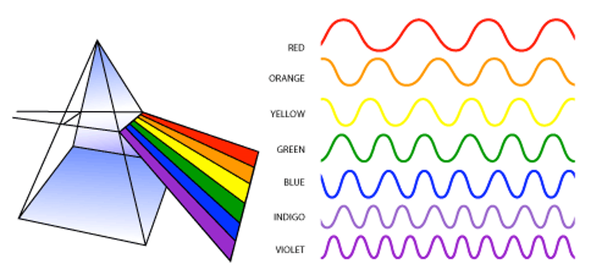 RED
ORANGE
YELLOW
GREEN
BLUE
INDIGO
VIOLET